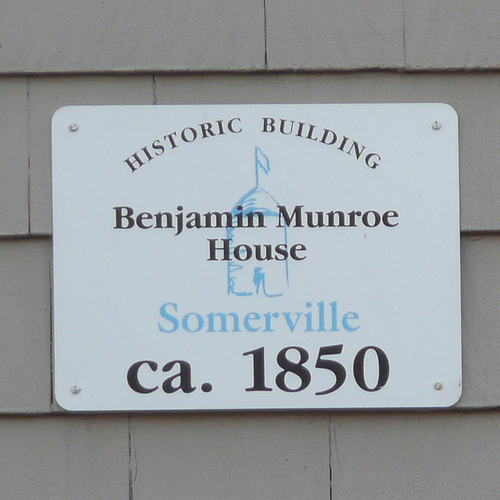 HISTORIC BUILDING
Benjamin Munroe
House
Somerville
ca. 1850